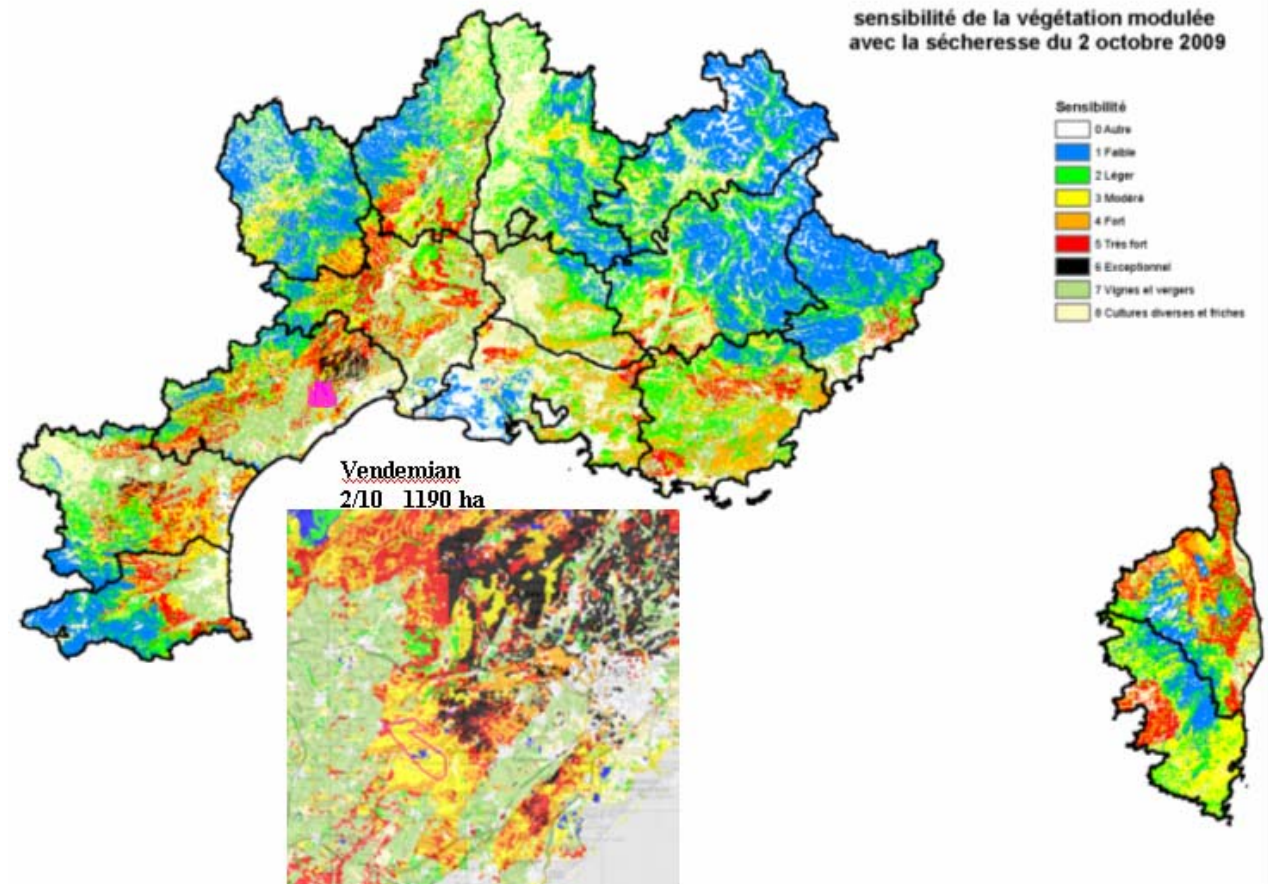 sensibilité de la végétation modulée
avec la sécheresse du 2 octobre 2009
Sensibilité
0 Autre
1 Faible
2 Léger
3 Modéré
4 Fort
5 Très fort
6 Exceptionnel
7 Vignes et vergers
8 Cultures diverses et friches
Vendemian
2/10 1190 ha